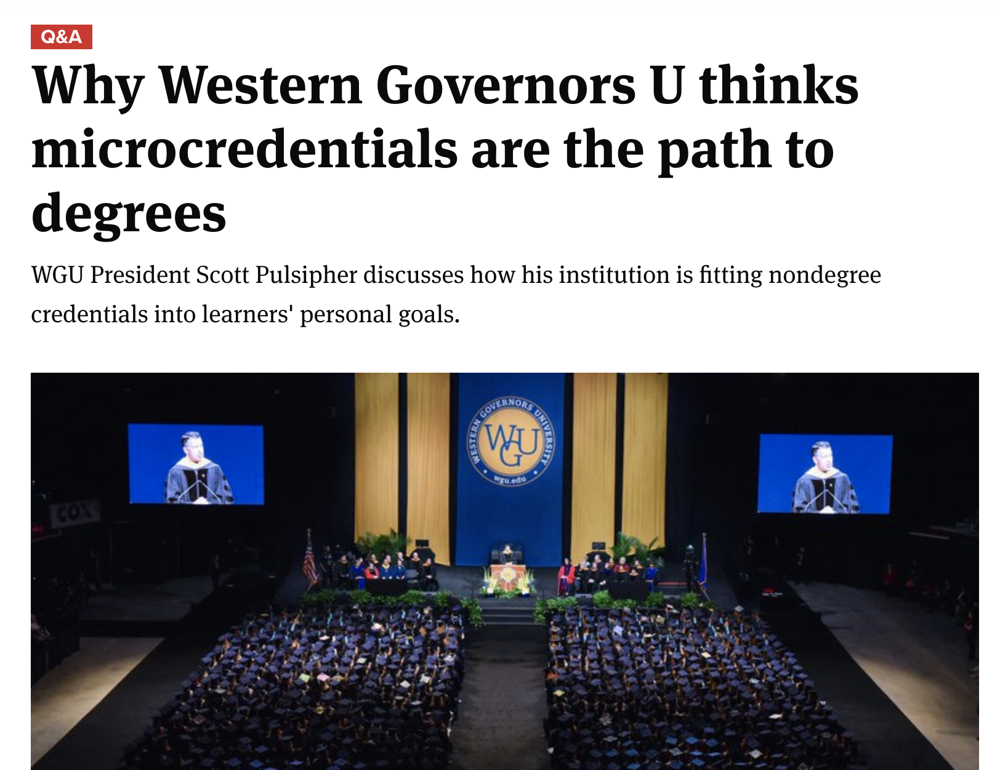 Q&A
Why Western Governors U thinks
microcredentials are the path to
degrees
WGU President Scott Pulsipher discusses how his institution is fitting nondegree
credentials into learners' personal goals.
WESTERN GOVERNORS UNIVERSITY
WGU
wgu.edu
COX